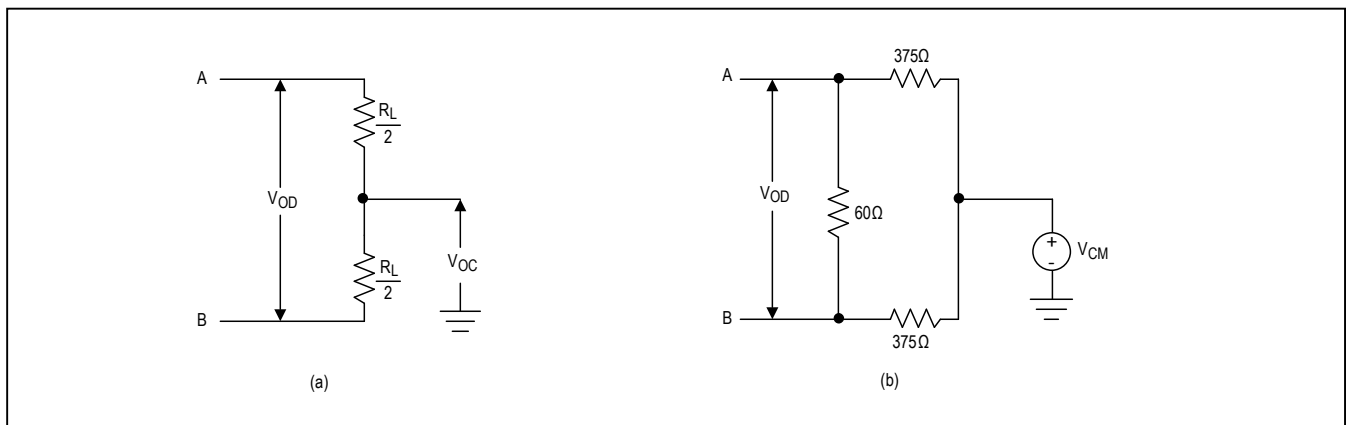 A
R_L
2
V_OD
V_OC
R_L
2
B
(a)
375Ω
A
V_OD
60Ω
+
-
V_CM
B
375Ω
(b)